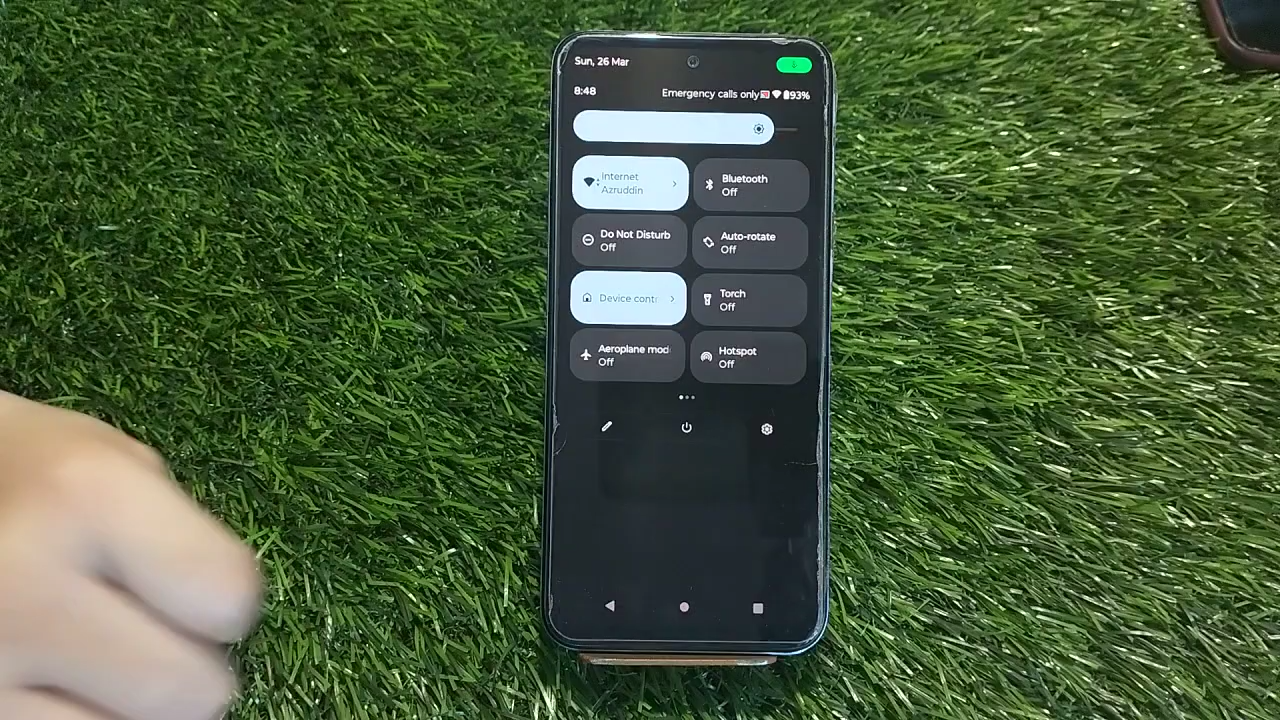 Sun, 26 Mar
8:48
Emergency calls only 93%
Internet
Azruddin
Bluetooth
Off
Do Not Disturb
Off
Auto-rotate
Off
Device cont
Torch
Off
Aeroplane mod
Off
Hotspot
Off